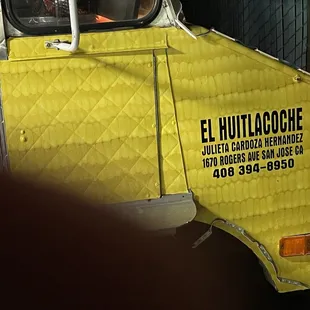 EL HUITLACOCHE
JULIETA CARDOZA HERNANDEZ
1670 ROGERS AVE SAN JOSE CA
408 394-8950